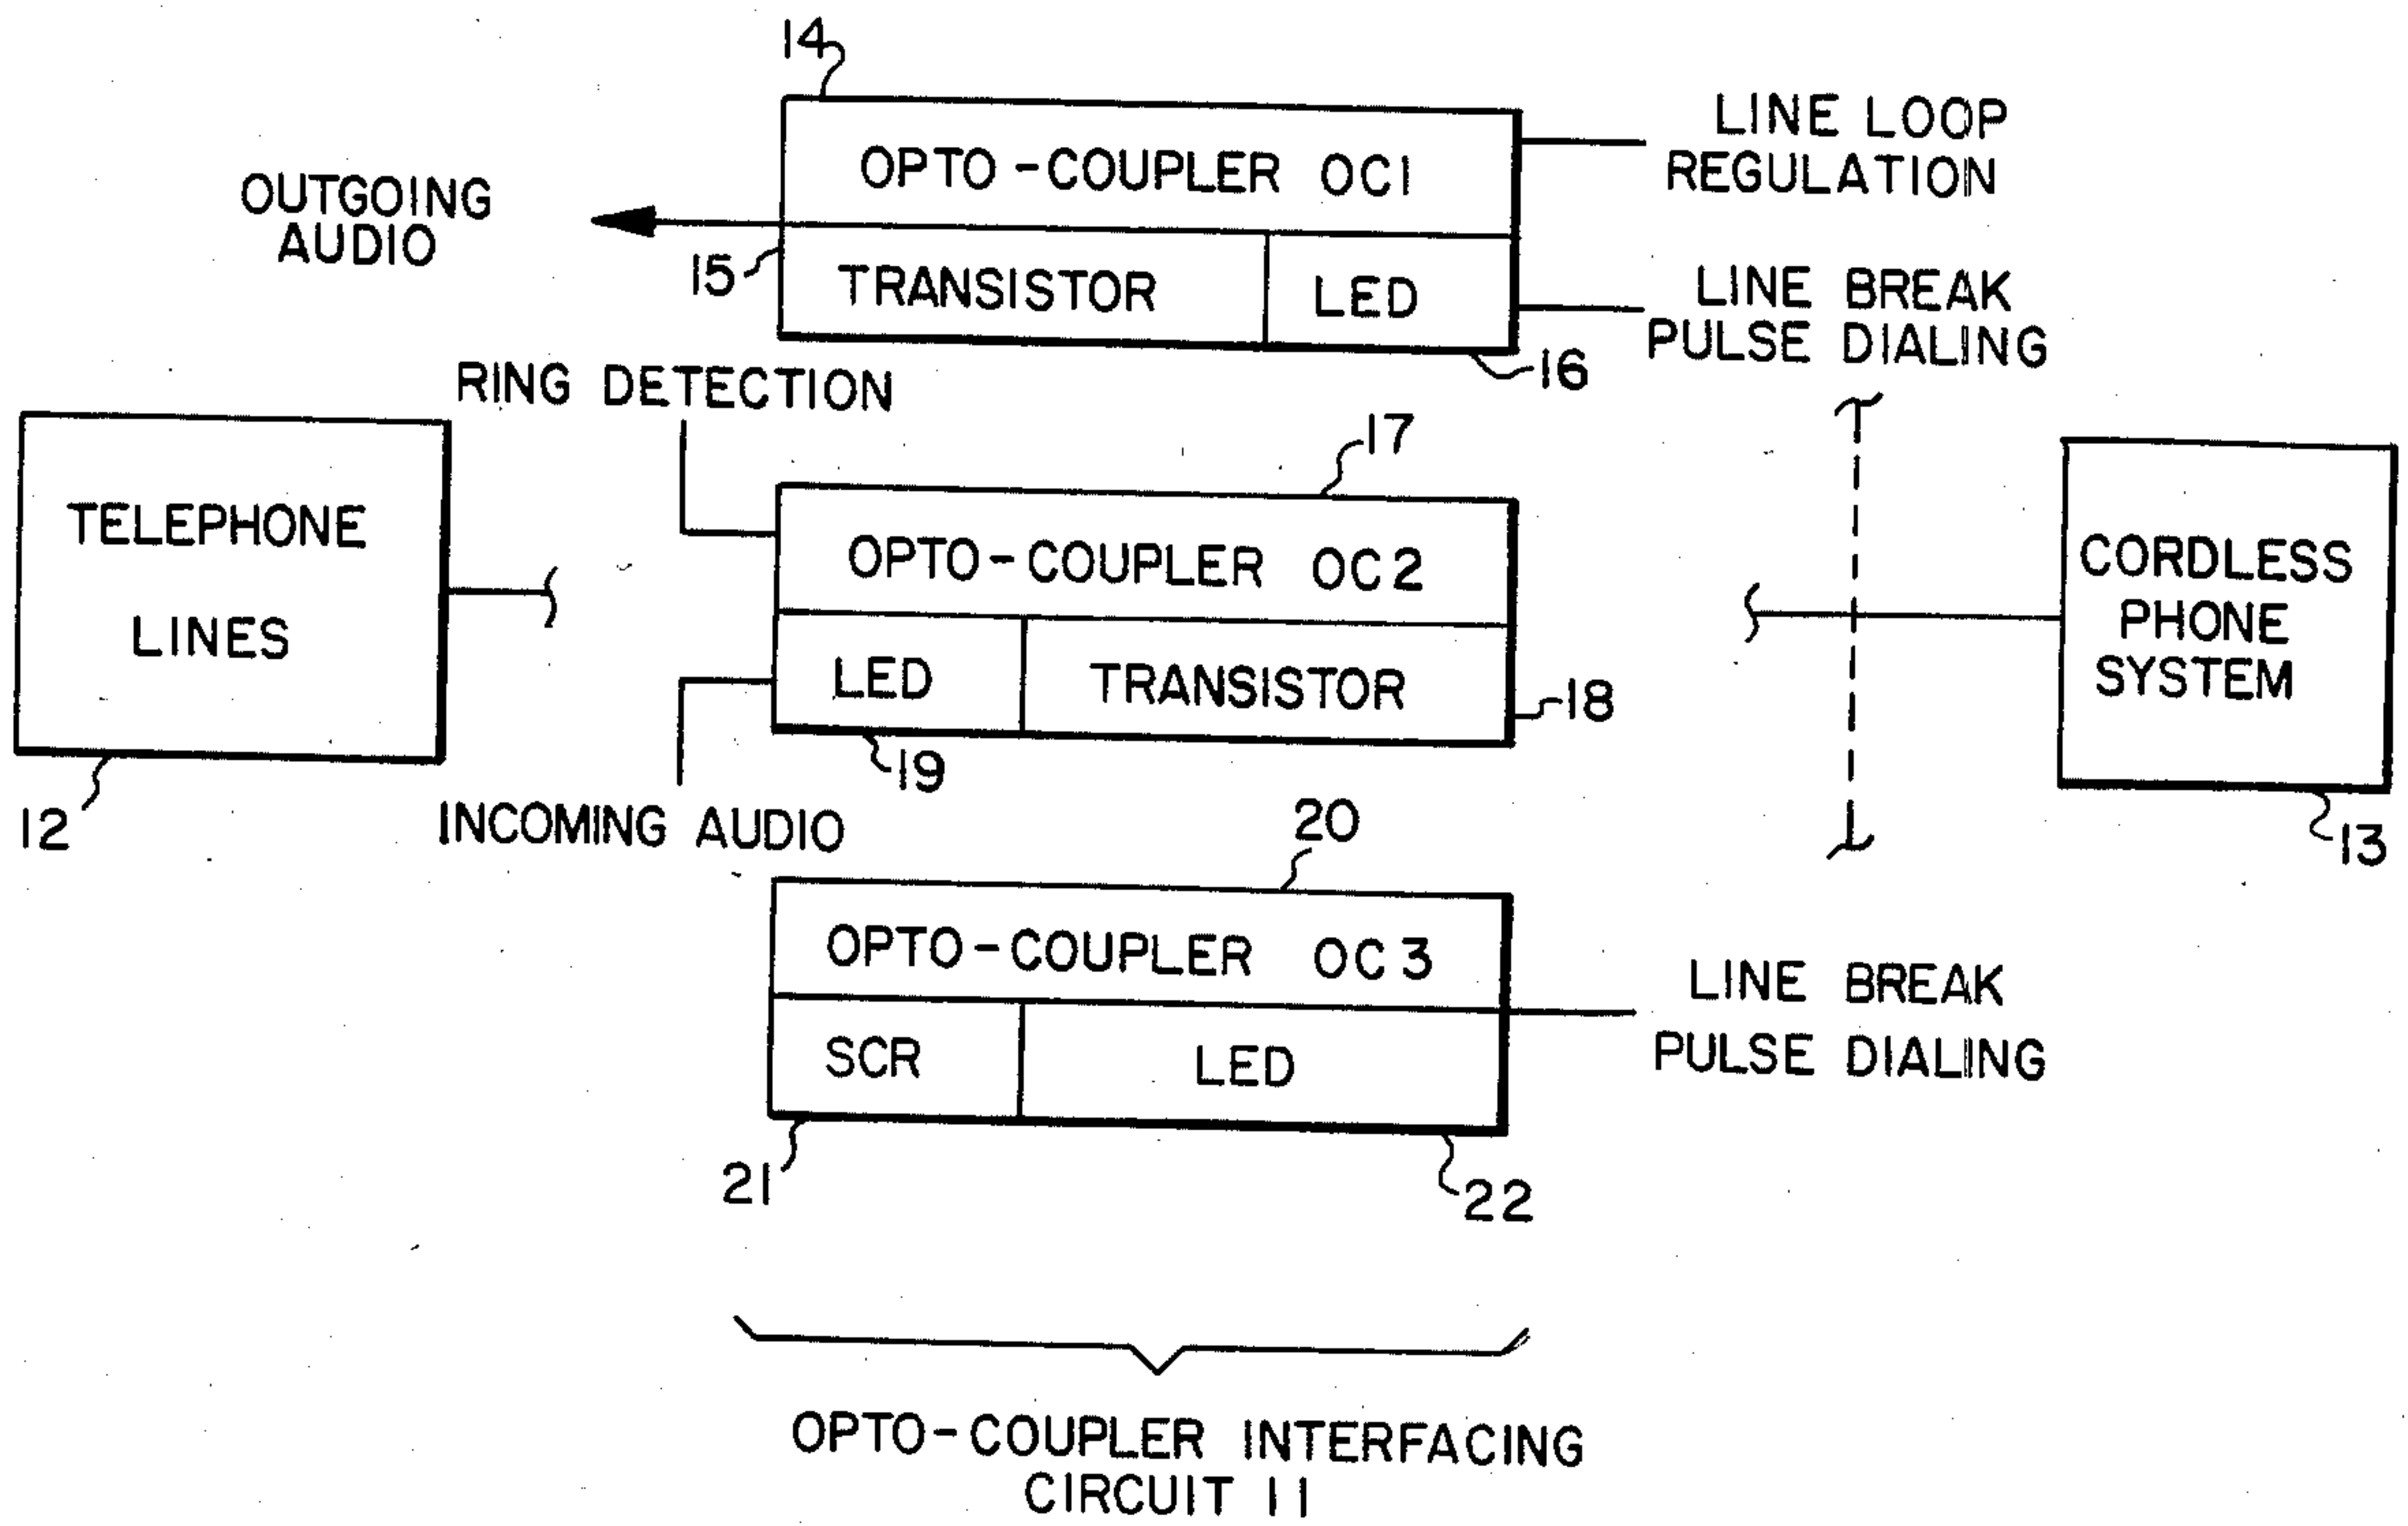 14
OPTO-COUPLER OC1
LINE LOOP
REGULATION
OUTGOING
AUDIO
15
TRANSISTOR
LED
LINE BREAK
PULSE DIALING
16
RING DETECTION
17
TELEPHONE
LINES
12
OPTO-COUPLER OC2
LED
TRANSISTOR
18
19
CORDLESS
PHONE
SYSTEM
13
INCOMING AUDIO
20
OPTO-COUPLER OC3
SCR
LED
LINE BREAK
PULSE DIALING
21
22
OPTO-COUPLER INTERFACING
CIRCUIT 11